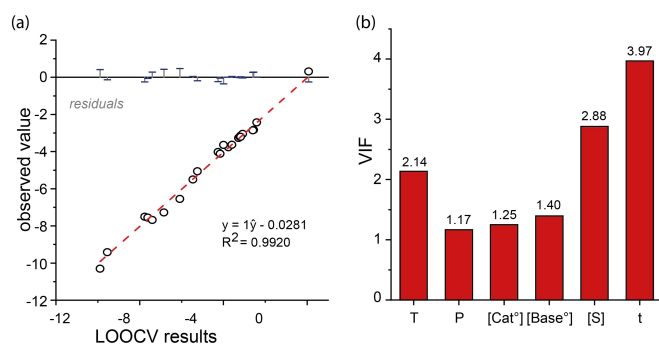 (a)
2
0
-2
-4
-6
-8
-10
-12
observed value
residuals
y = 1ŷ - 0.0281
R² = 0.9920
-12
-8
-4
0
LOOCV results
(b)
4
3
2
1
0
VIF
2.14
1.17
1.25
1.40
2.88
3.97
T
P
[Cat°]
[Base°]
[S]
t